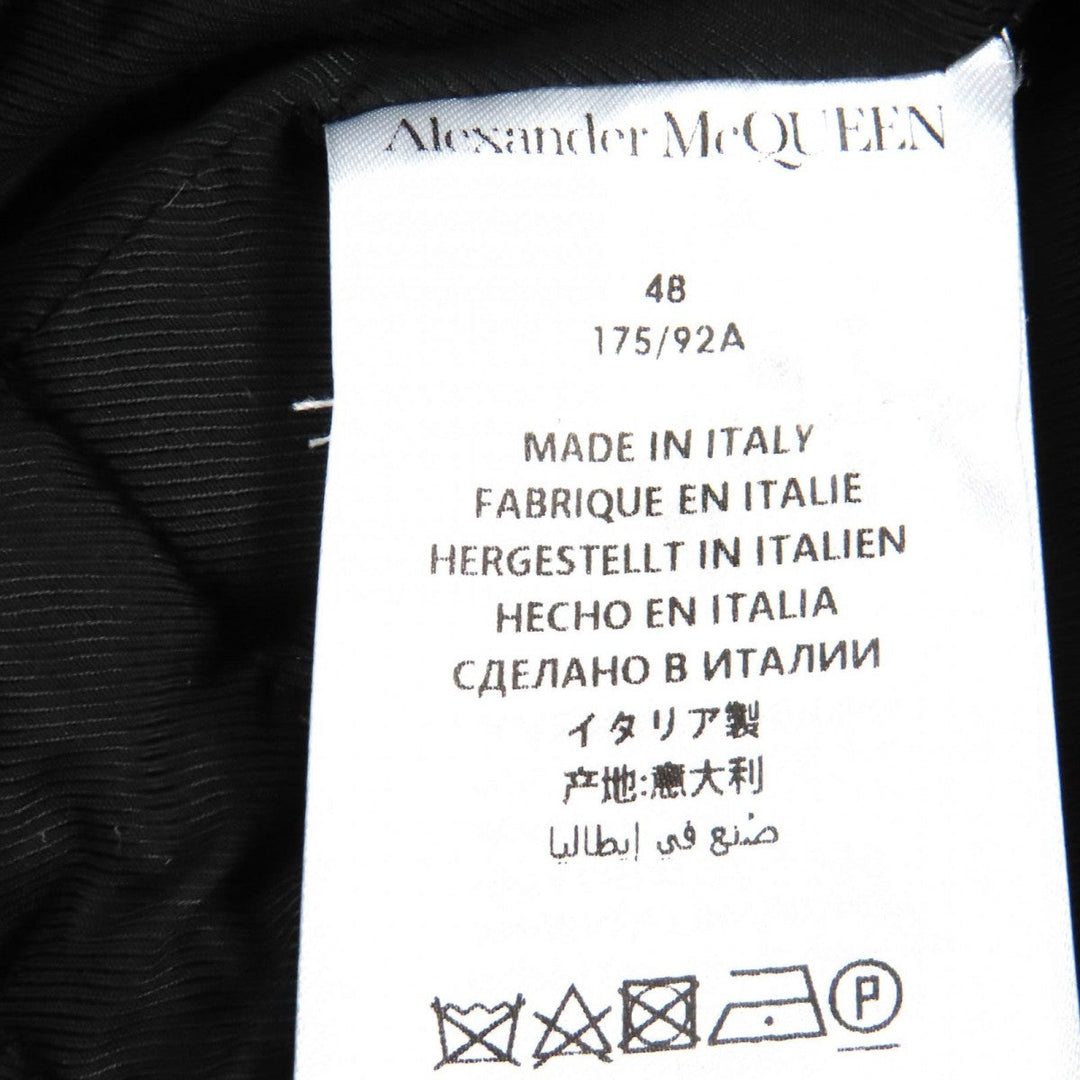 Alexander McQUEEN
48
175/92A
MADE IN ITALY
FABRIQUE EN ITALIE
HERGESTELLT IN ITALIEN
HECHO EN ITALIA
СДЕЛАНО В ИТАЛИИ
イタリア製
产地:意大利
صُنع في إيطاليا
P